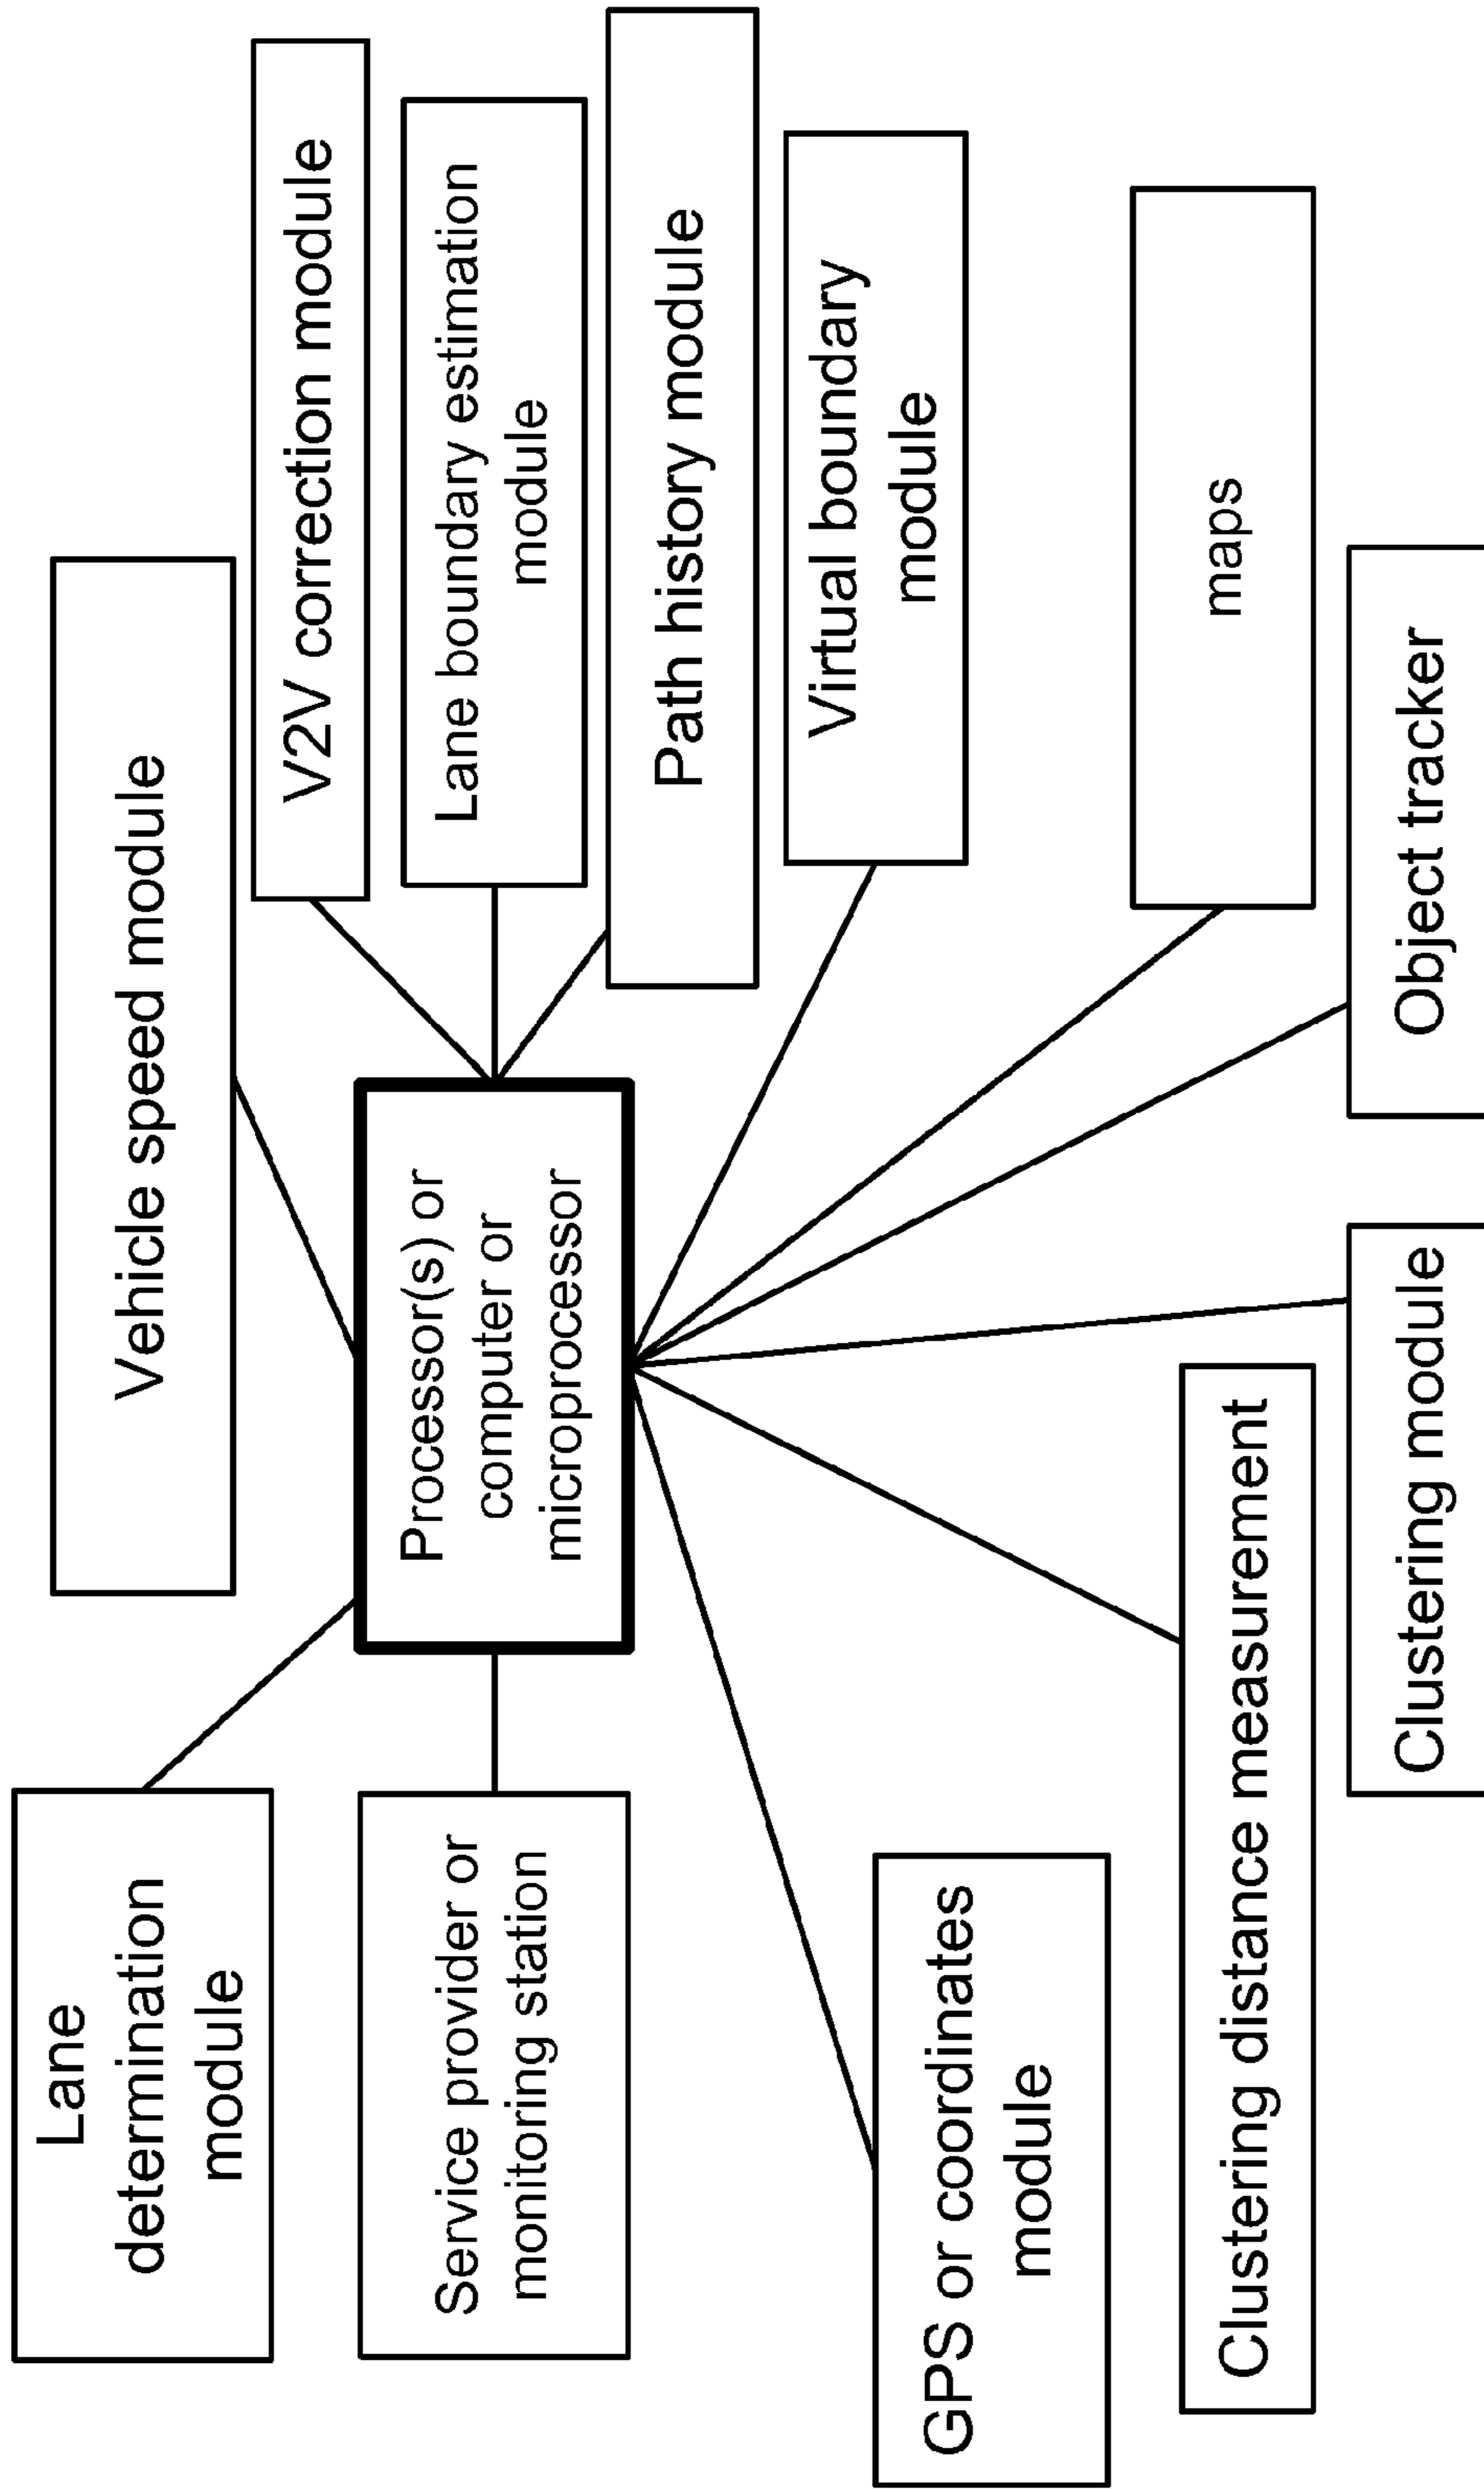 Lane
determination
module
Vehicle speed module
V2V correction module
Service provider or
monitoring station
Processor(s) or
computer or
microprocessor
Lane boundary estimation
module
Path history module
Virtual boundary
module
GPS or coordinates
module
maps
Clustering distance measurement
Clustering module
Object tracker